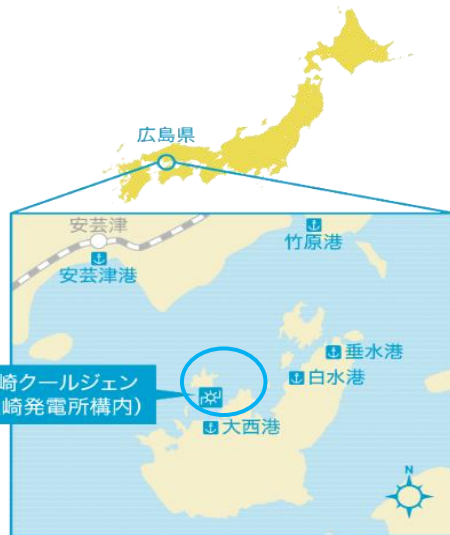 広島県
安芸津
安芸津港
竹原港
垂水港
白水港
崎クールジェン
崎発電所構内)
大西港
N